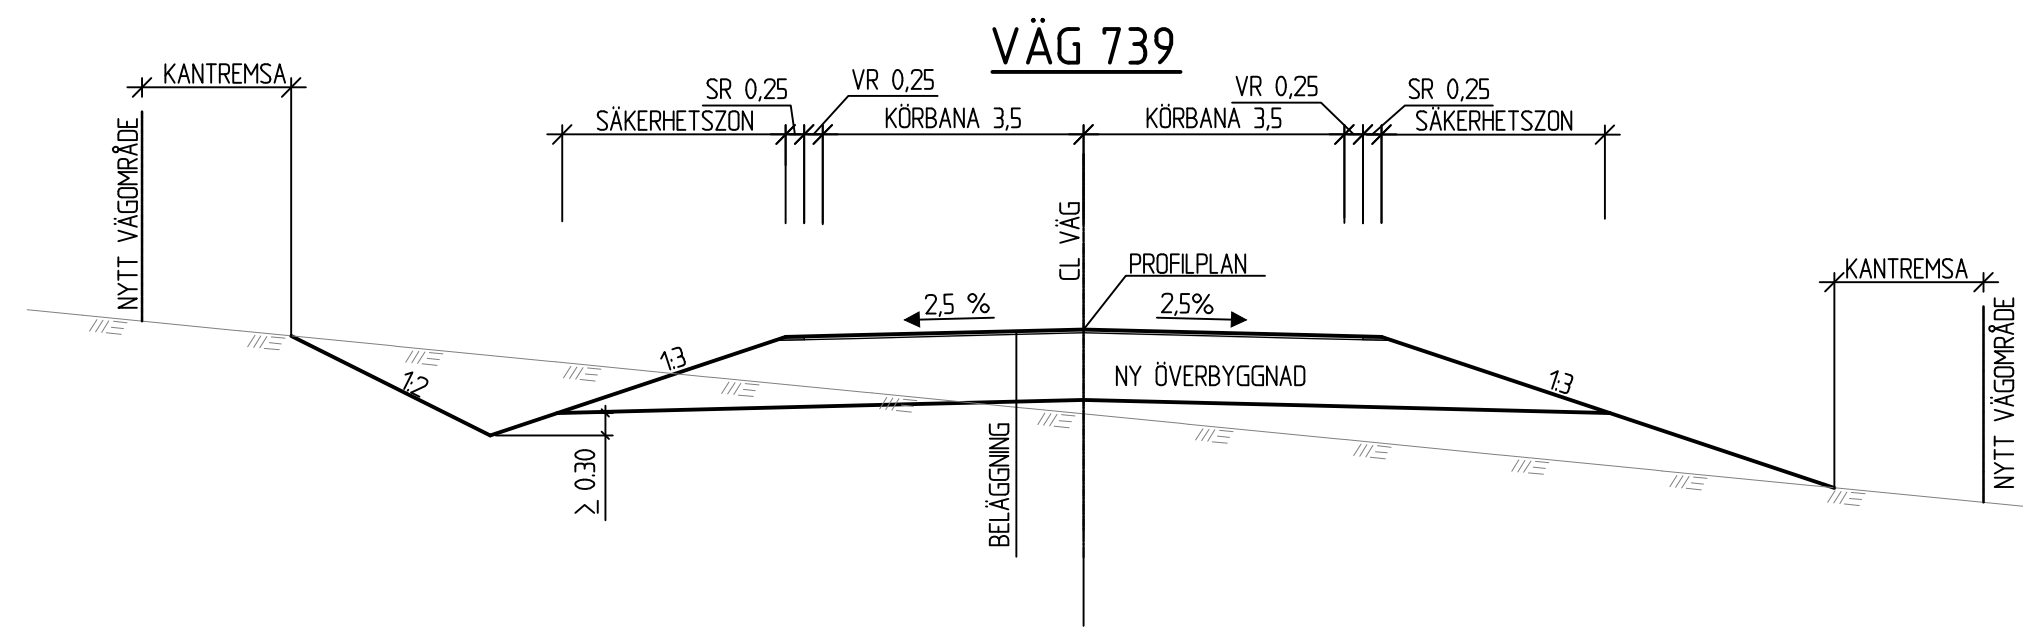 VÄG 739
KANTREMSA
SR 0,25
VR 0,25
VR 0,25
SR 0,25
SÄKERHETSZON
KÖRBANA 3,5
KÖRBANA 3,5
SÄKERHETSZON
NYTT VÄGOMRÅDE
CL VÄG
PROFILPLAN
KANTREMSA
2,5 %
2,5%
NYTT VÄGOMRÅDE
1:2
1:3
NY ÖVERBYGGNAD
1:3
≥ 0.30
BELÄGGNING